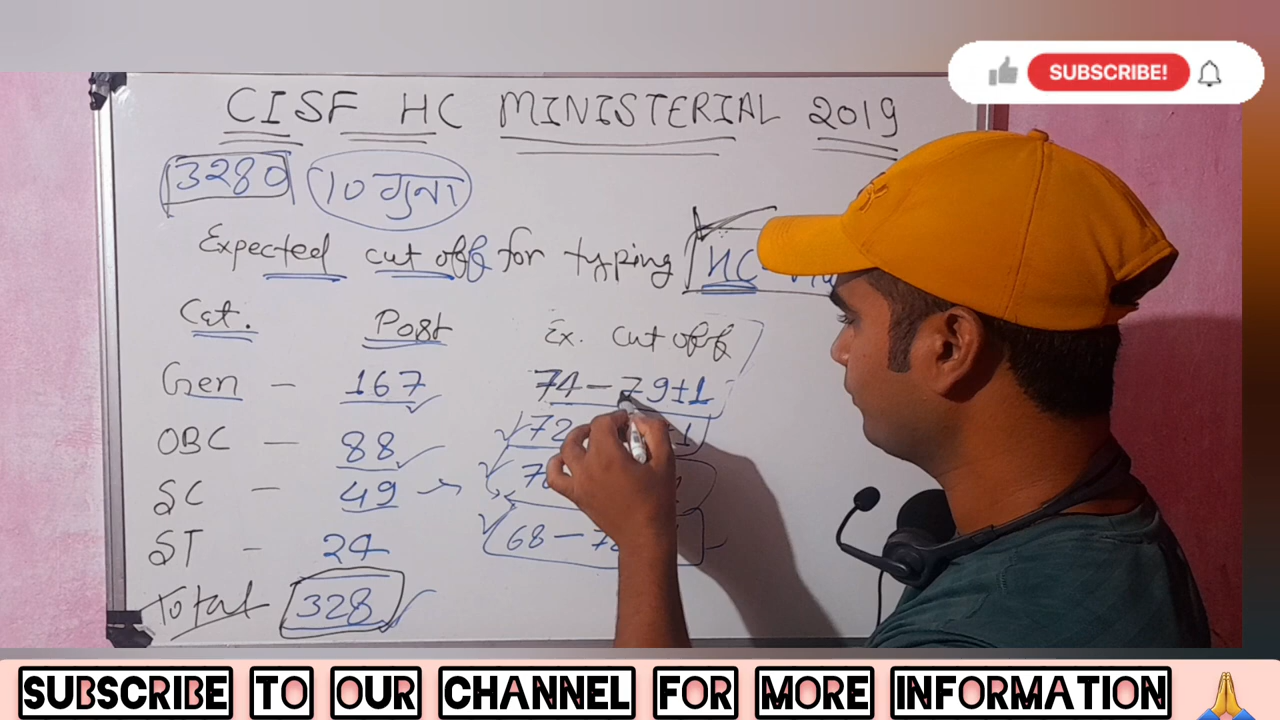 SUBSCRIBE!
CISF HC MINISTERIAL 2019
3280 10 गुना
Expected cut off for typing HC
Cat. Post Ex. cut off
Gen - 167 74-79±1
OBC - 88 72
SC - 49
ST - 24 68-
Total 328
SUBSCRIBE TO OUR CHANNEL FOR MORE INFORMATION